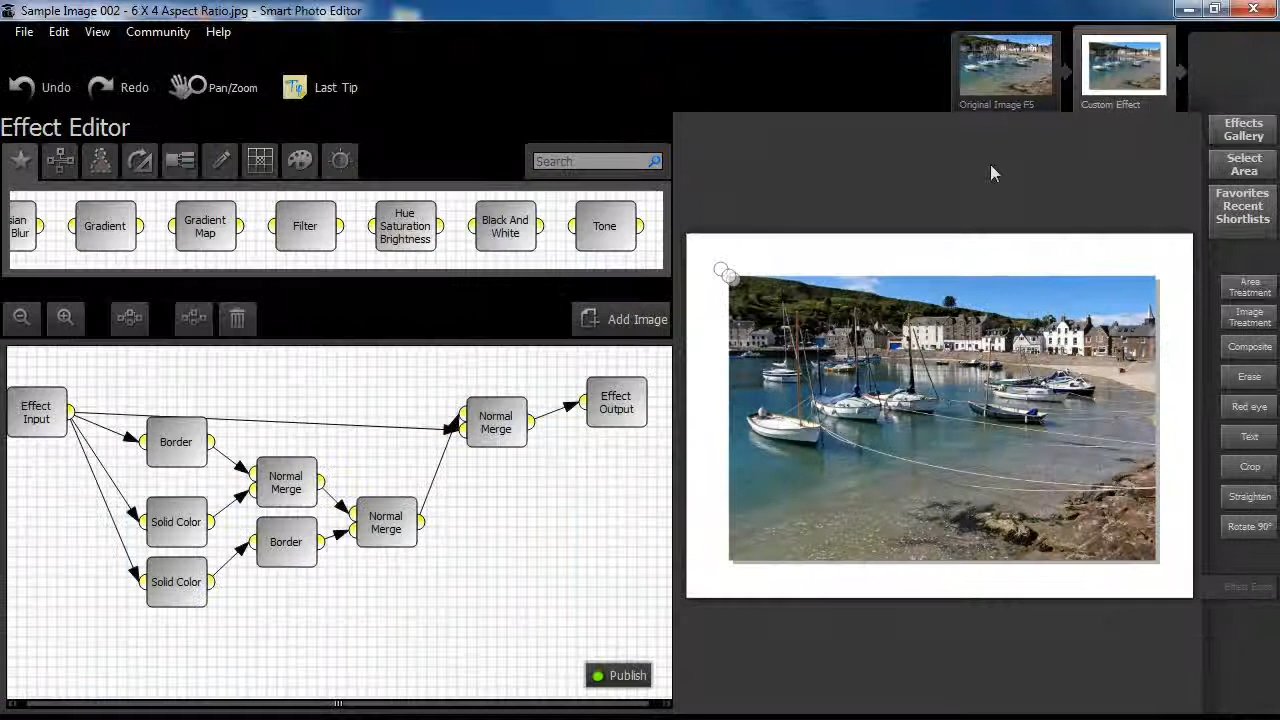 Sample Image 002 - 6 X 4 Aspect Ratio.jpg - Smart Photo Editor
File Edit View Community Help
Undo Redo Pan/Zoom Tip Last Tip
Original Image F5 Custom Effect
Effect Editor
Search
Blur
Gradient
Gradient
Map
Filter
Hue
Saturation
Brightness
Black And
White
Tone
Add Image
Effect
Input
Border
Solid Color
Solid Color
Normal
Merge
Border
Normal
Merge
Normal
Merge
Effect
Output
Publish
Effects
Gallery
Select
Area
Favorites
Recent
Shortlists
Area
Treatment
Image
Treatment
Composite
Erase
Red eye
Text
Crop
Straighten
Rotate 90°